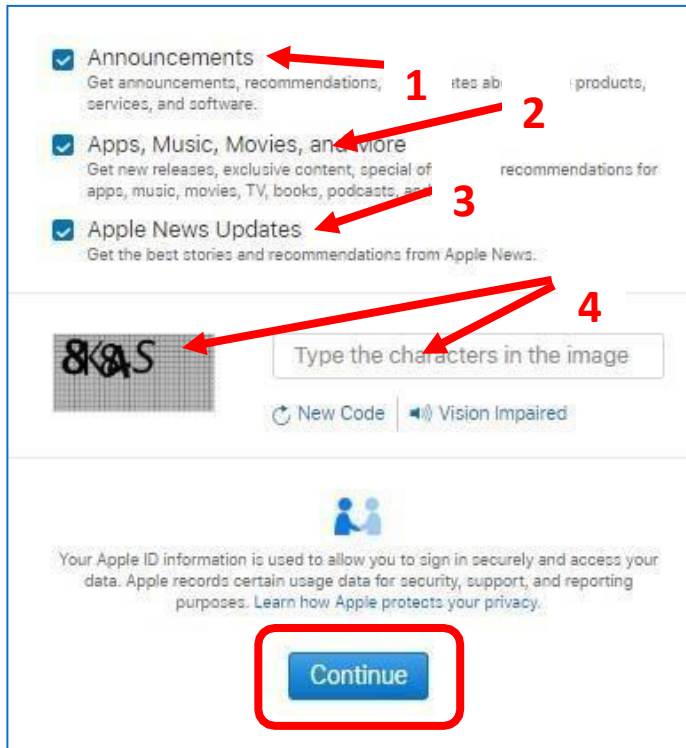 Announcements
1
Get announcements, recommendations, products,
services, and software.
2
Apps, Music, Movies, and More
Get new releases, exclusive content, special recommendations for
apps, music, movies, TV, books, podcasts,
3
Apple News Updates
Get the best stories and recommendations from Apple News.
4
Type the characters in the image
New Code Vision Impaired
Your Apple ID information is used to allow you to sign in securely and access your
data. Apple records certain usage data for security, support, and reporting
purposes. Learn how Apple protects your privacy.
Continue